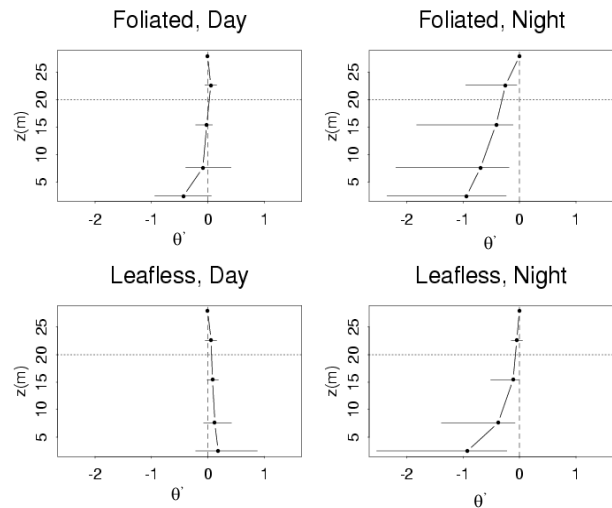 Foliated, Day
Foliated, Night
z(m)
25
20
15
10
5
-2 -1 0 1
θ'
z(m)
25
20
15
10
5
-2 -1 0 1
θ'
Leafless, Day
Leafless, Night
z(m)
25
20
15
10
5
-2 -1 0 1
θ'
z(m)
25
20
15
10
5
-2 -1 0 1
θ'